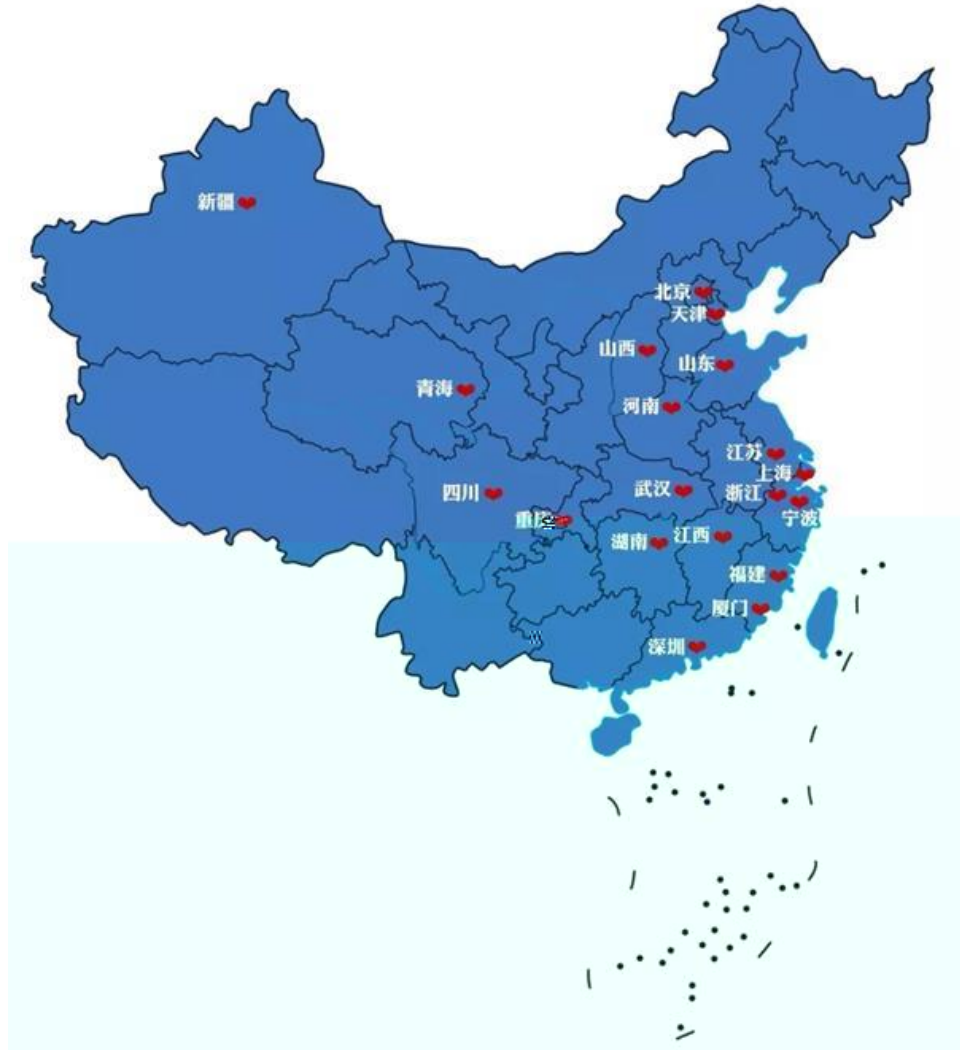 新疆
北京
天津
山西
山东
青海
河南
江苏
上海
四川
武汉
浙江
宁波
重庆
湖南
江西
福建
厦门
深圳